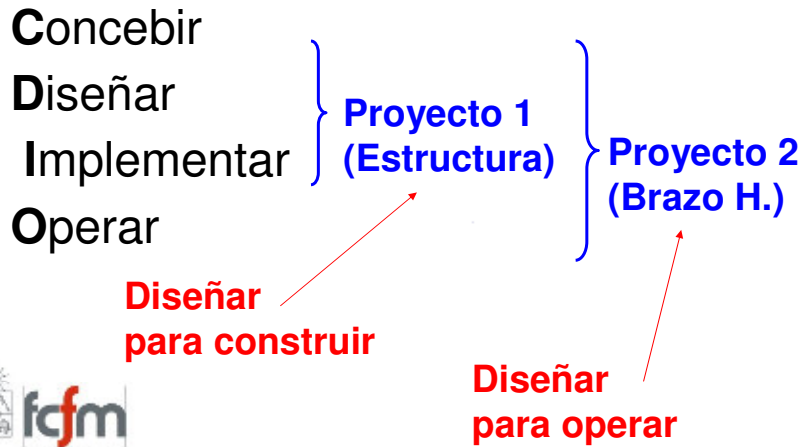 Concebir
Diseñar
Implementar
Operar
Proyecto 1
(Estructura)
Proyecto 2
(Brazo H.)
Diseñar
para construir
Diseñar
para operar
fcfm